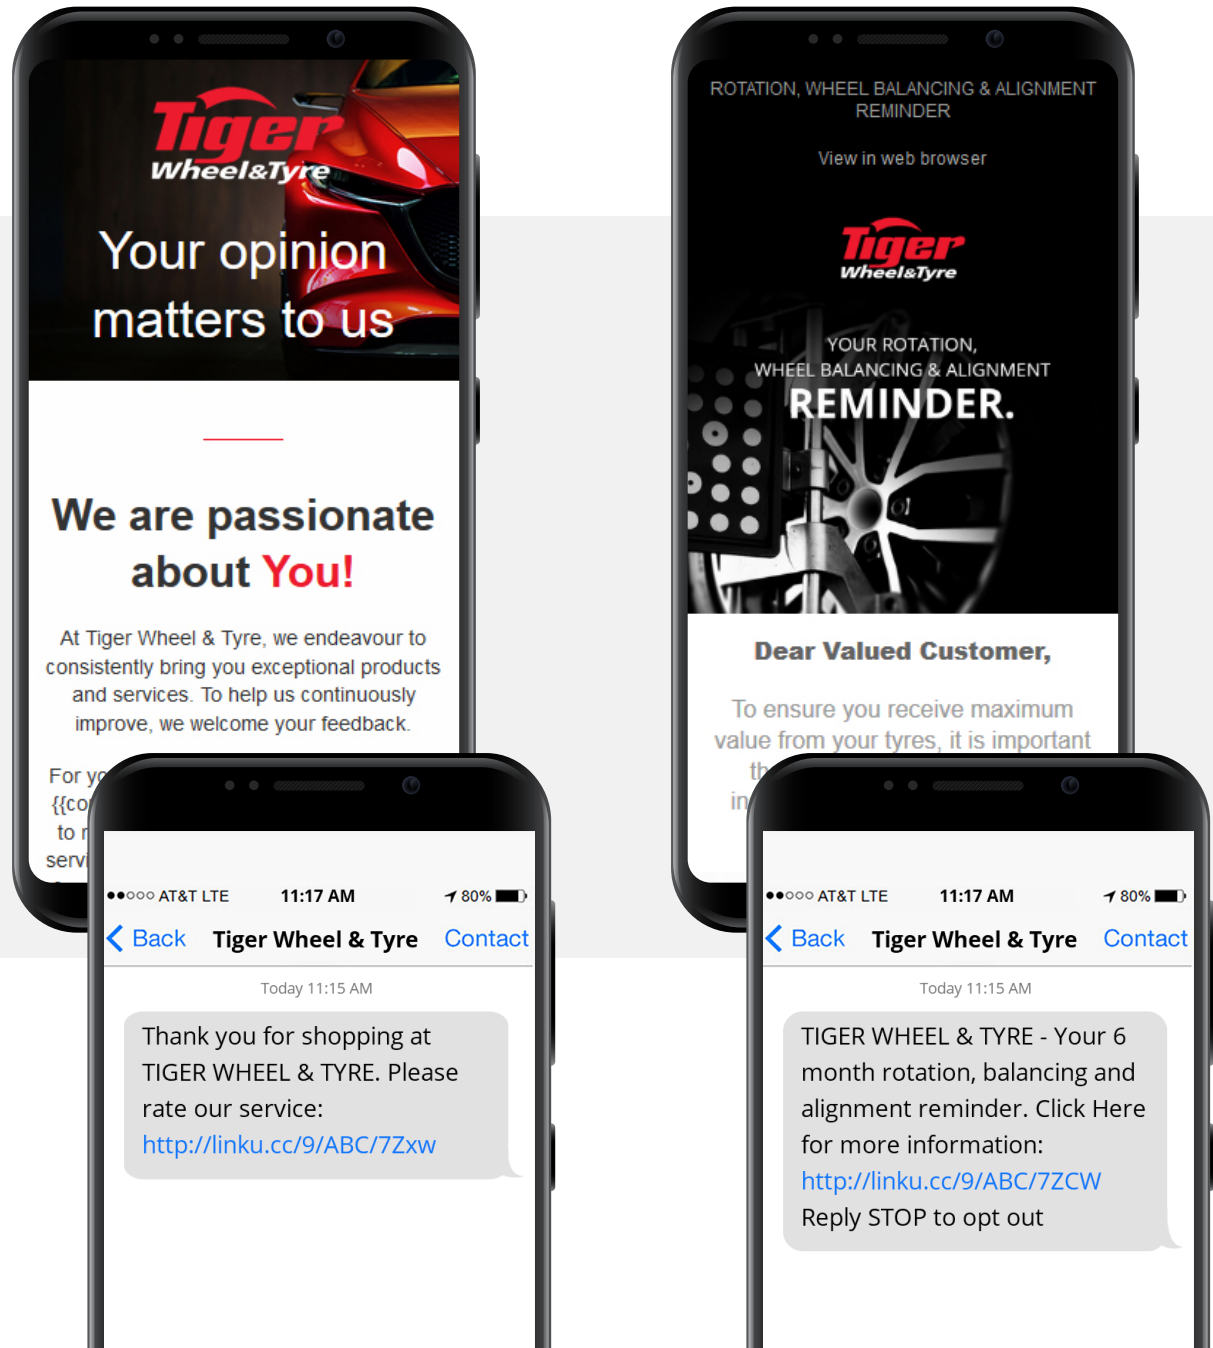 Tiger
Wheel&Tyre
Your opinion
matters to us
We are passionate
about You!
At Tiger Wheel & Tyre, we endeavour to
consistently bring you exceptional products
and services. To help us continuously
improve, we welcome your feedback.
For
to
AT&T LTE 11:17 AM 80%
Back Tiger Wheel & Tyre Contact
Today 11:15 AM
Thank you for shopping at
TIGER WHEEL & TYRE. Please
rate our service:
http://linku.cc/9/ABC/7Zxw
ROTATION, WHEEL BALANCING & ALIGNMENT
REMINDER
View in web browser
Tiger
Wheel&Tyre
YOUR ROTATION,
WHEEL BALANCING & ALIGNMENT
REMINDER.
Dear Valued Customer,
To ensure you receive maximum
value from your tyres, it is important
AT&T LTE 11:17 AM 80%
Back Tiger Wheel & Tyre Contact
Today 11:15 AM
TIGER WHEEL & TYRE - Your 6
month rotation, balancing and
alignment reminder. Click Here
for more information:
http://linku.cc/9/ABC/7ZCW
Reply STOP to opt out